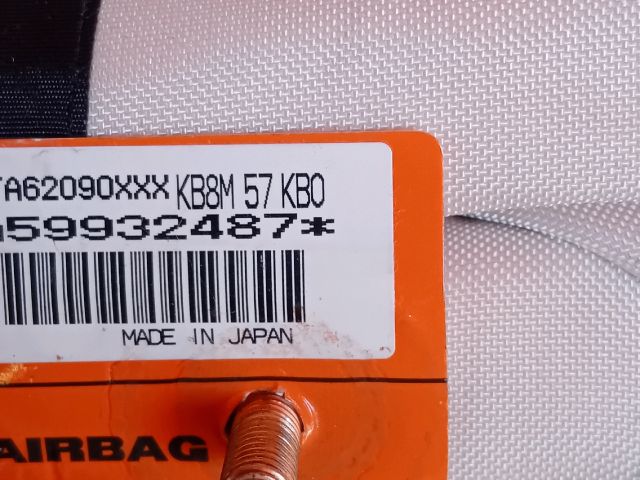 TA62090XXX KB8M 57 KB0
59932487*
MADE IN JAPAN
AIRBAG